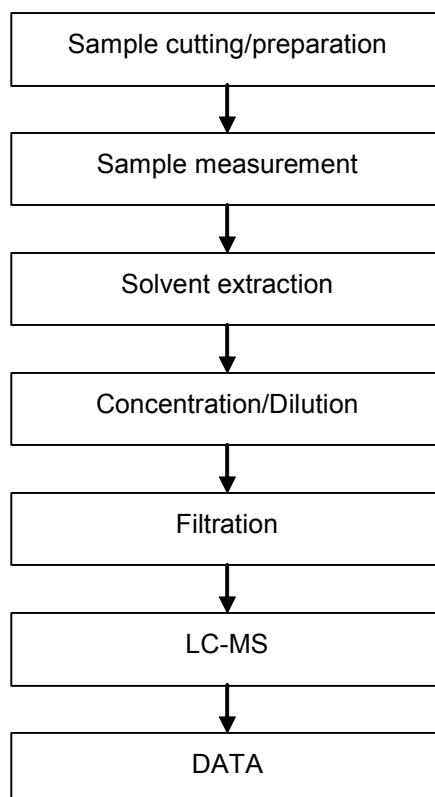 Sample cutting/preparation
Sample measurement
Solvent extraction
Concentration/Dilution
Filtration
LC-MS
DATA